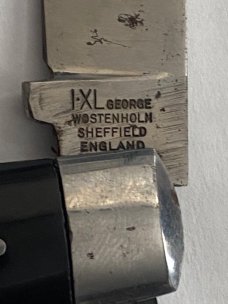 I·XL GEORGE
WOSTENHOLM
SHEFFIELD
ENGLAND